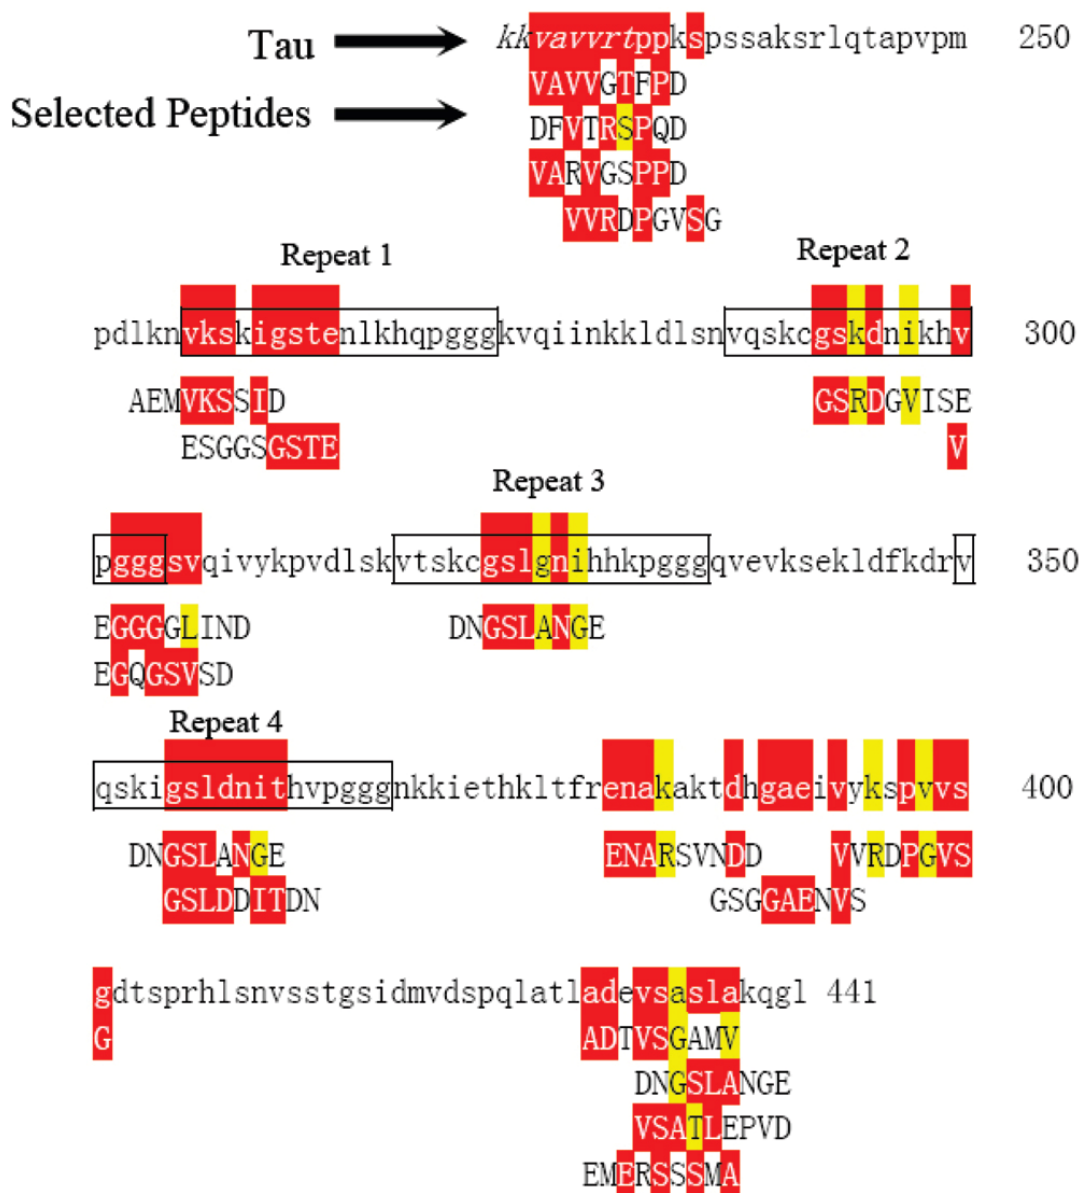 Tau kkvavvrtppkspssaksrlqtapvpm 250
VAVVGTFPD
Selected Peptides DFVTRSPQD
VARVGSPPD
VVRDPGVSG
Repeat 1 Repeat 2
pdlknvkskigstenlkhqpgggkvqiinkkldlsnvqskcgskdnikhv 300
AEMVKSSID GSRDGVISE
ESGGSGSTE V
Repeat 3
pgggsvqivykpvdlskvtskcgslgnihhkpgggqvevksekldfkdrv 350
EGGGGLIND DNGSLANGE
EGQGSVSD
Repeat 4
qskigsldnithvpgggnkkiethkltfrenakaktdhgaeivykspvvs 400
DNGSLANGE ENARSVNDD VVRDPGVS
GSLDDITDN GSGGAENVS
gdtsprhlsnvsstgsidmvdspqlatladevsaslakqgl 441
G ADTVSGAMV
DNGSLANGE
VSATLEPVD
EMERSSSMA